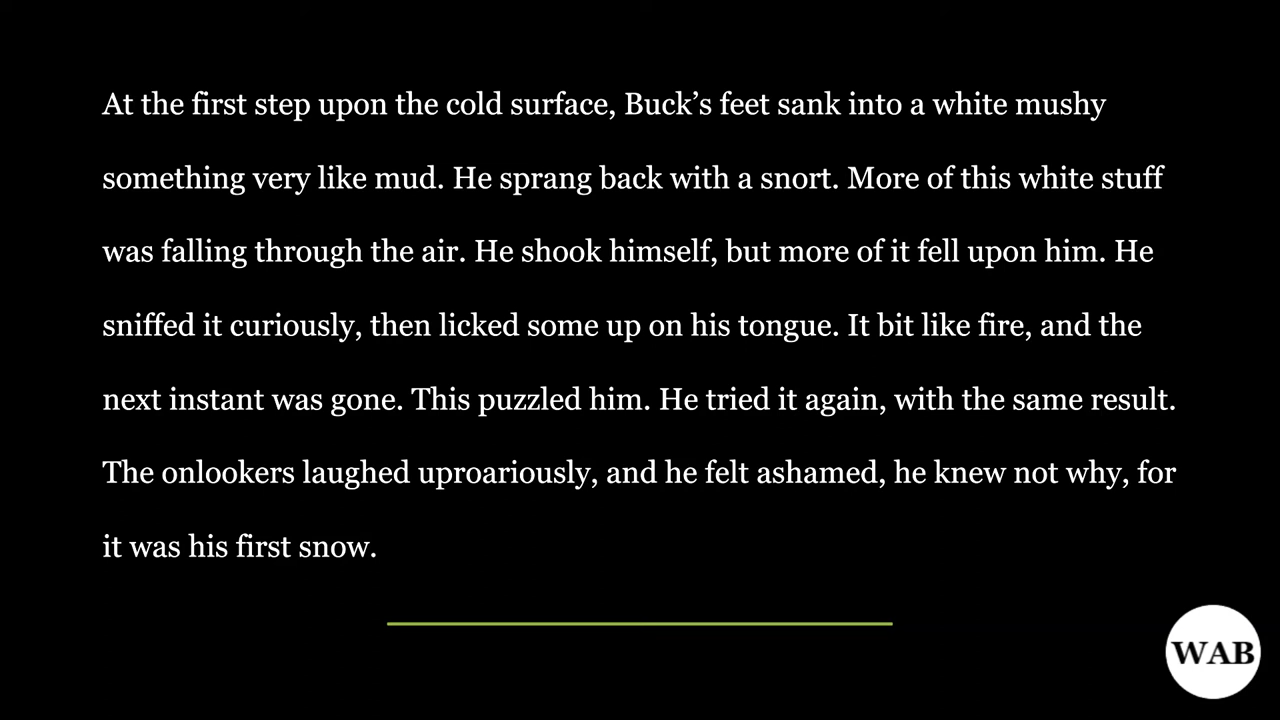 At the first step upon the cold surface, Buck’s feet sank into a white mushy
something very like mud. He sprang back with a snort. More of this white stuff
was falling through the air. He shook himself, but more of it fell upon him. He
sniffed it curiously, then licked some up on his tongue. It bit like fire, and the
next instant was gone. This puzzled him. He tried it again, with the same result.
The onlookers laughed uproariously, and he felt ashamed, he knew not why, for
it was his first snow.
WAB